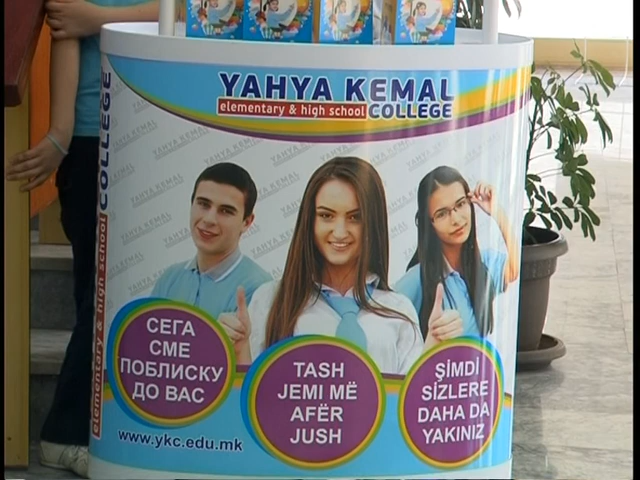 YAHYA KEMAL
elementary & high school COLLEGE
elementary & high school COLLEGE
СЕГА
СМЕ
ПОБЛИСКУ
ДО ВАС
TASH
JEMI MË
AFËR
JUSH
ŞİMDİ
SİZLERE
DAHA DA
YAKINIZ
www.ykc.edu.mk